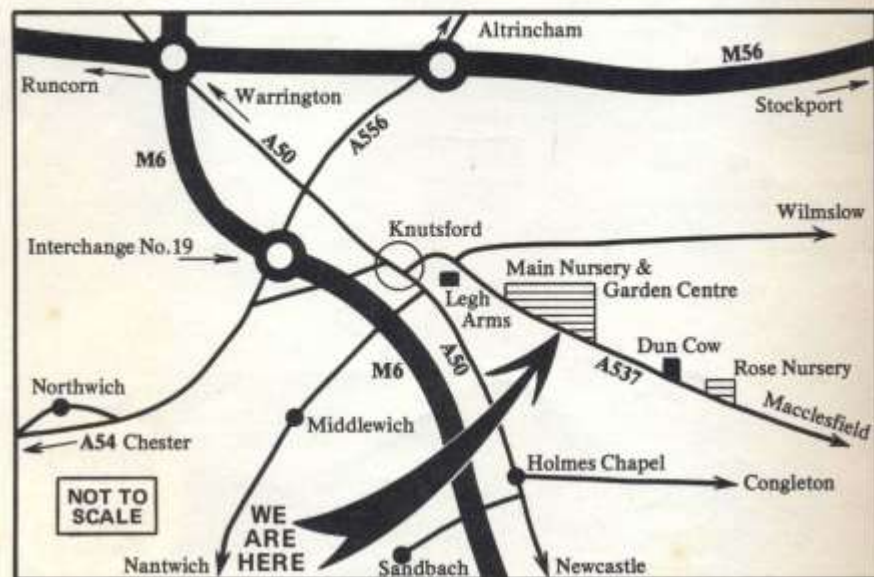 Altrincham
M56
Runcorn
Warrington
Stockport
A50
A556
M6
Wilmslow
Knutsford
Interchange No.19
Main Nursery &
Garden Centre
Legh
Arms
Dun Cow
Rose Nursery
A50
A537
M6
Macclesfield
Northwich
Middlewich
A54 Chester
Holmes Chapel
Congleton
NOT TO
SCALE
WE
ARE
HERE
Nantwich
Sandbach
Newcastle